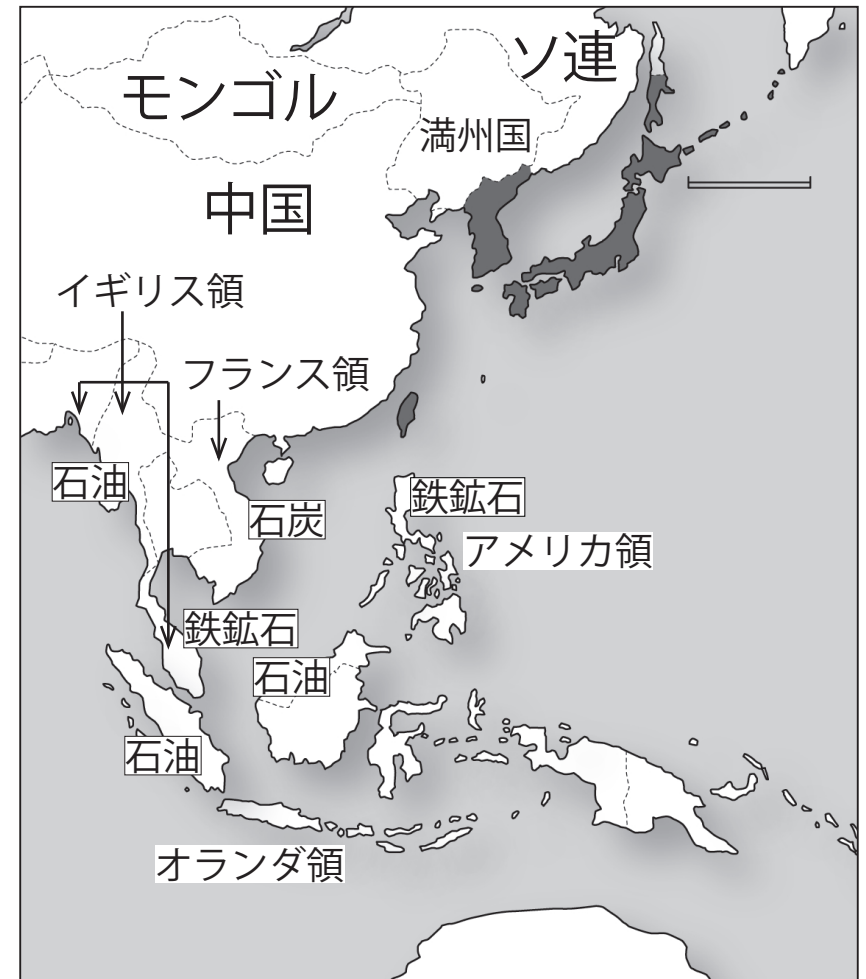 ソ連
モンゴル
満州国
中国
イギリス領
フランス領
石油
石炭
鉄鉱石
アメリカ領
鉄鉱石
石油
石油
オランダ領